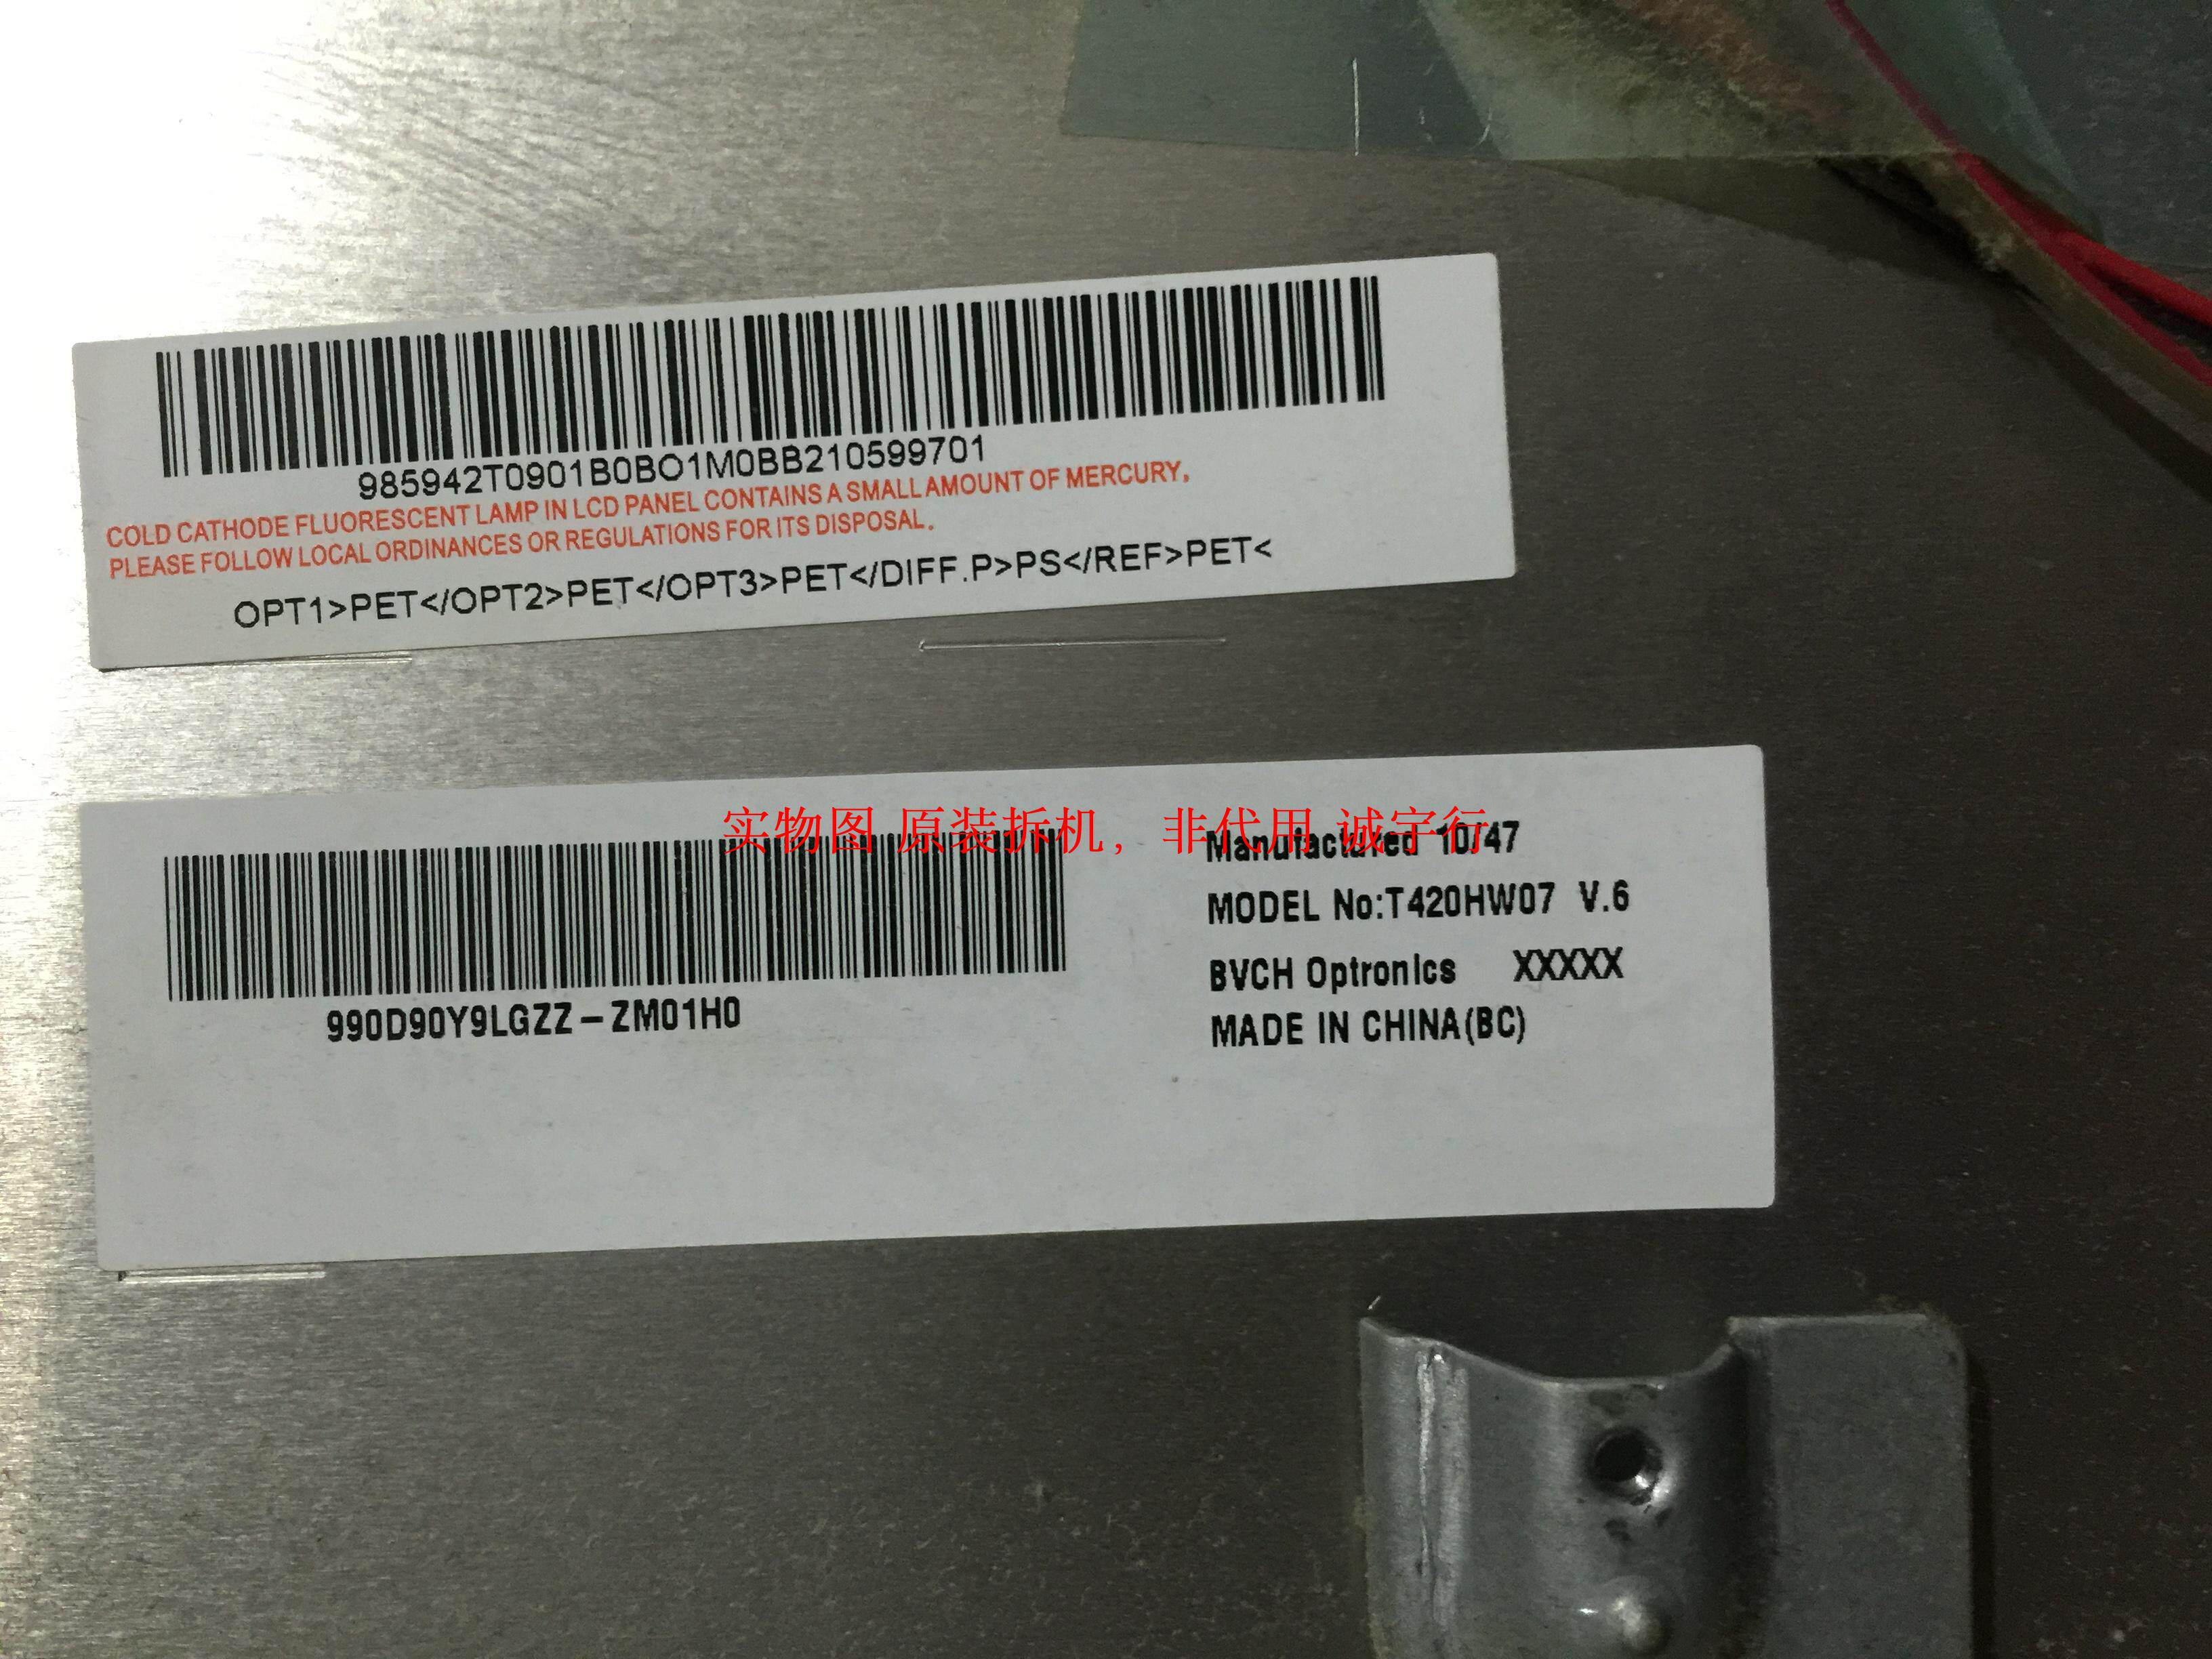 985942T0901B0BO1M0BB210599701
COLD CATHODE FLUORESCENT LAMP IN LCD PANEL CONTAINS A SMALL AMOUNT OF MERCURY,
PLEASE FOLLOW LOCAL ORDINANCES OR REGULATIONS FOR ITS DISPOSAL.
OPT1>PET</OPT2>PET</OPT3>PET</DIFF.P>PS</REF>PET<
实物图 原装拆机，非代用 诚宇行
Manufactured 10/47
MODEL No:T420HW07 V.6
BVCH Optronics XXXXX
MADE IN CHINA(BC)
990D90Y9LGZZ-ZM01H0